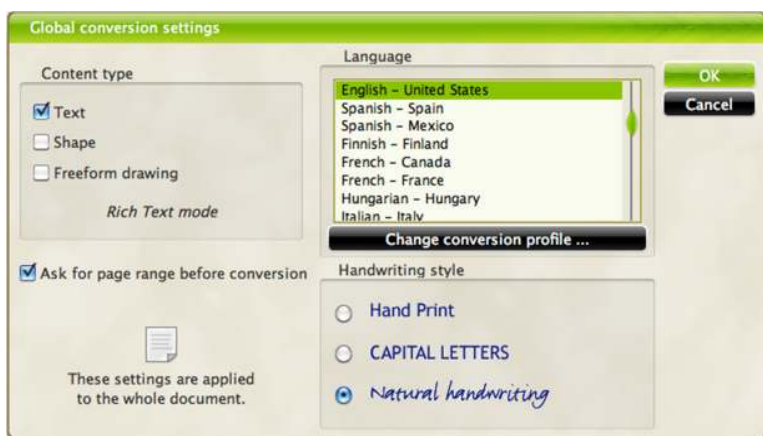 Global conversion settings
Content type
Text
Shape
Freeform drawing
Rich Text mode
Ask for page range before conversion
These settings are applied
to the whole document.
Language
English – United States
Spanish – Spain
Spanish – Mexico
Finnish – Finland
French – Canada
French – France
Hungarian – Hungary
Italian – Italy
Change conversion profile ...
Handwriting style
Hand Print
CAPITAL LETTERS
Natural handwriting
OK
Cancel